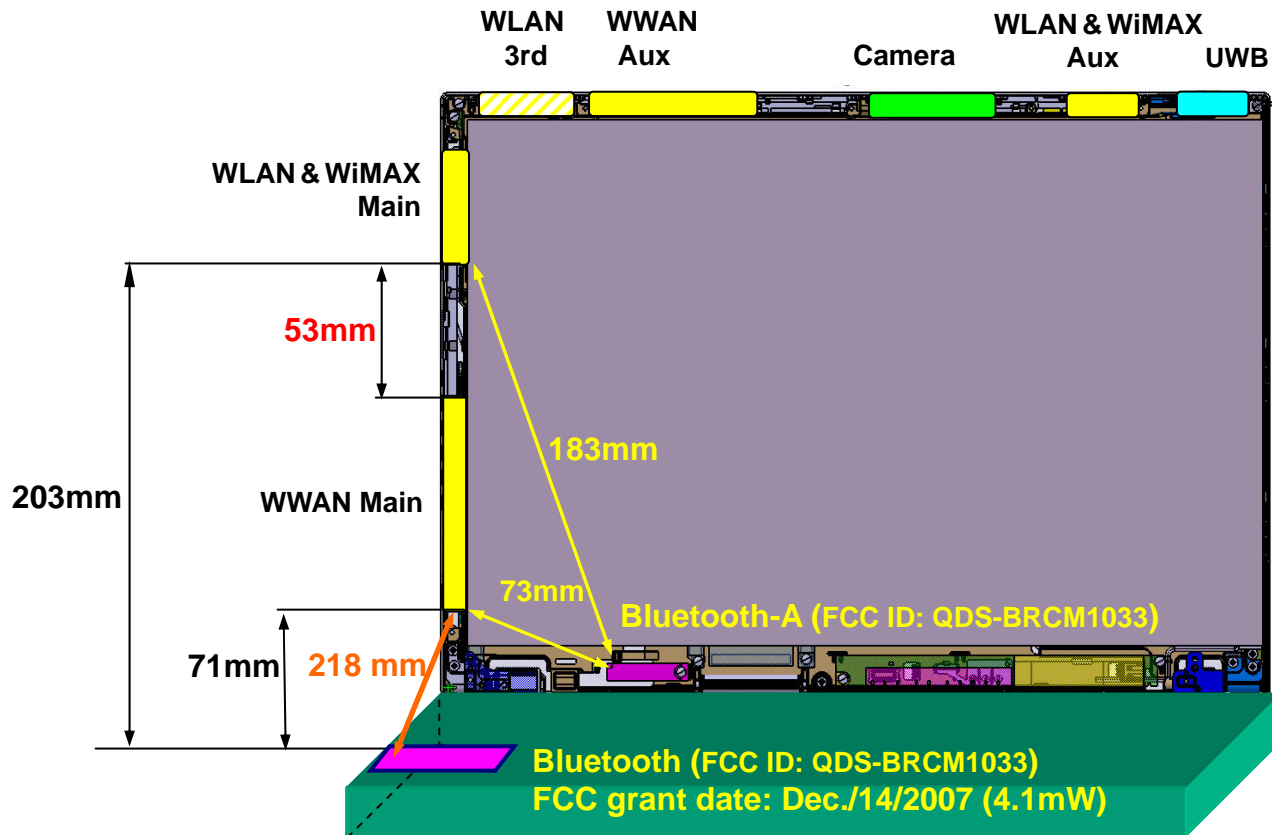 WLAN
3rd
WWAN
Aux
Camera
WLAN & WiMAX
Aux
UWB
WLAN & WiMAX
Main
53mm
183mm
203mm
WWAN Main
73mm
Bluetooth-A (FCC ID: QDS-BRCM1033)
71mm
218 mm
Bluetooth (FCC ID: QDS-BRCM1033)
FCC grant date: Dec./14/2007 (4.1mW)